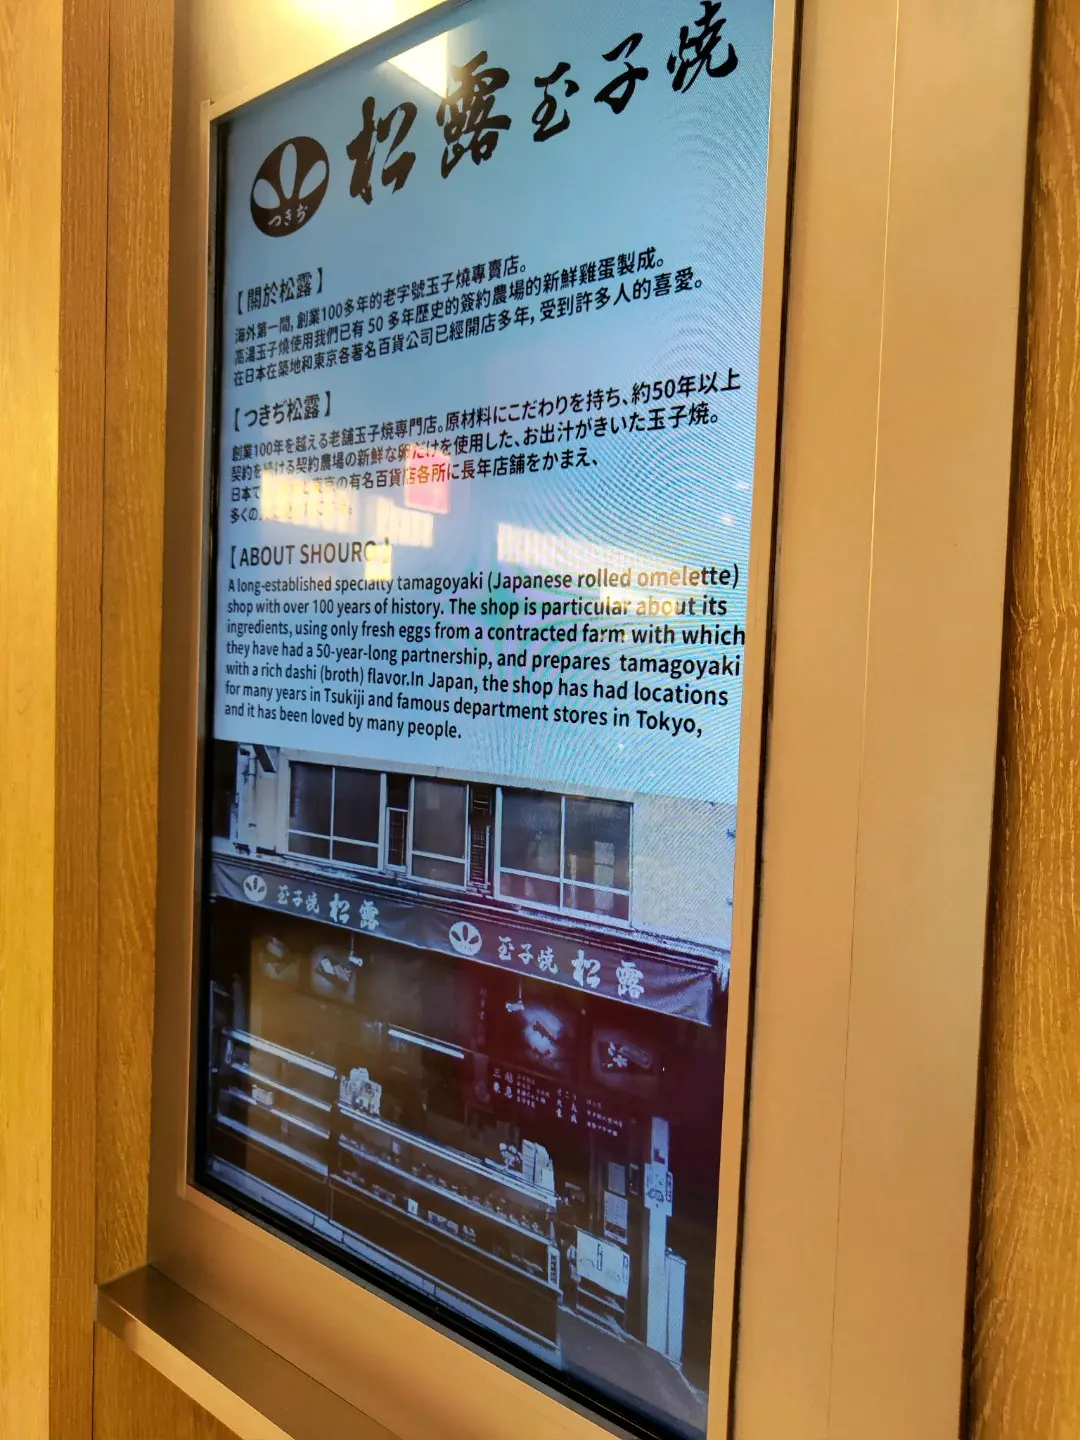 松露玉子燒
つきぢ
【關於松露】
海外第一間, 創業100多年的老字號玉子燒專賣店。
高湯玉子燒使用我們已有 50 多年歷史的簽約農場的新鮮雞蛋製成。
在日本在築地和東京各著名百貨公司已經開店多年, 受到許多人的喜愛。
【つきぢ松露】
創業100年を越える老舗玉子焼専門店。原材料にこだわりを持ち、約50年以上
契約を続ける契約農場の新鮮な卵だけを使用した、お出汁がきいた玉子焼。
日本で 東京の有名百貨店各所に長年店舗をかまえ、
多くの
【ABOUT SHOURO】
A long-established specialty tamagoyaki (Japanese rolled omelette)
shop with over 100 years of history. The shop is particular about its
ingredients, using only fresh eggs from a contracted farm with which
they have had a 50-year-long partnership, and prepares tamagoyaki
with a rich dashi (broth) flavor.In Japan, the shop has had locations
for many years in Tsukiji and famous department stores in Tokyo,
and it has been loved by many people.
玉子焼 松露
玉子焼 松露